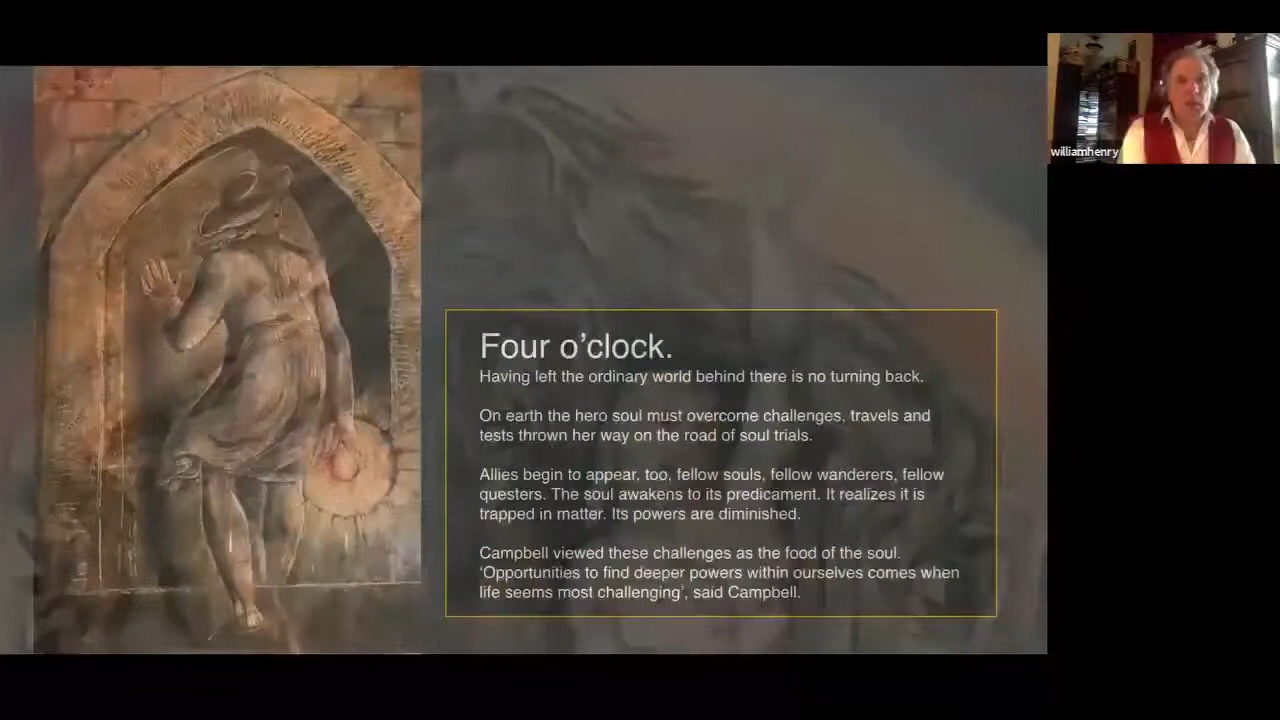 williamhenry
Four o’clock.
Having left the ordinary world behind there is no turning back.
On earth the hero soul must overcome challenges, travels and
tests thrown her way on the road of soul trials.
Allies begin to appear, too, fellow souls, fellow wanderers, fellow
questers. The soul awakens to its predicament. It realizes it is
trapped in matter. Its powers are diminished.
Campbell viewed these challenges as the food of the soul.
‘Opportunities to find deeper powers within ourselves comes when
life seems most challenging’, said Campbell.